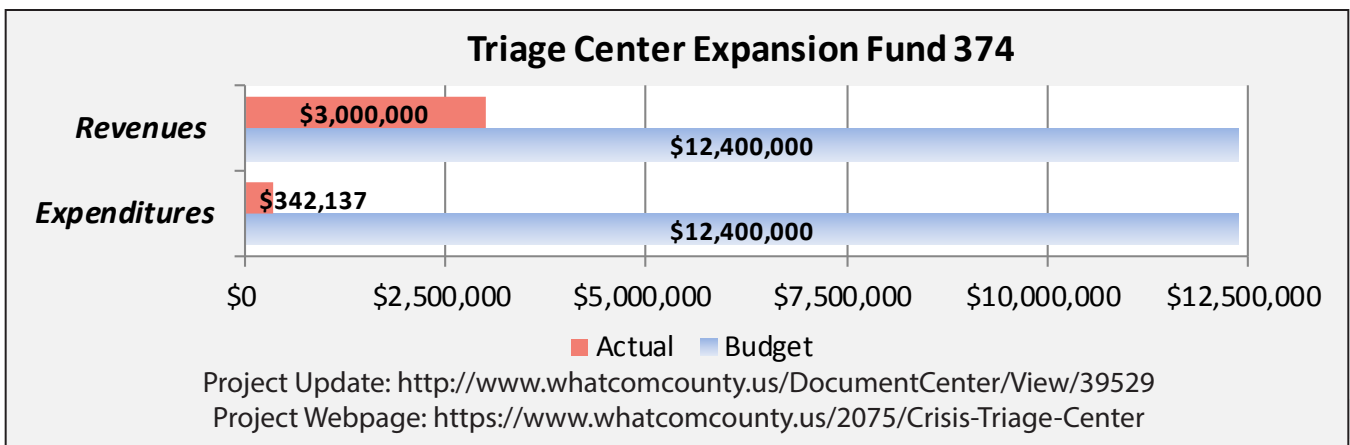 Triage Center Expansion Fund 374
Revenues
$3,000,000
$12,400,000
Expenditures
$342,137
$12,400,000
$0 $2,500,000 $5,000,000 $7,500,000 $10,000,000 $12,500,000
Actual Budget
Project Update: http://www.whatcomcounty.us/DocumentCenter/View/39529
Project Webpage: https://www.whatcomcounty.us/2075/Crisis-Triage-Center